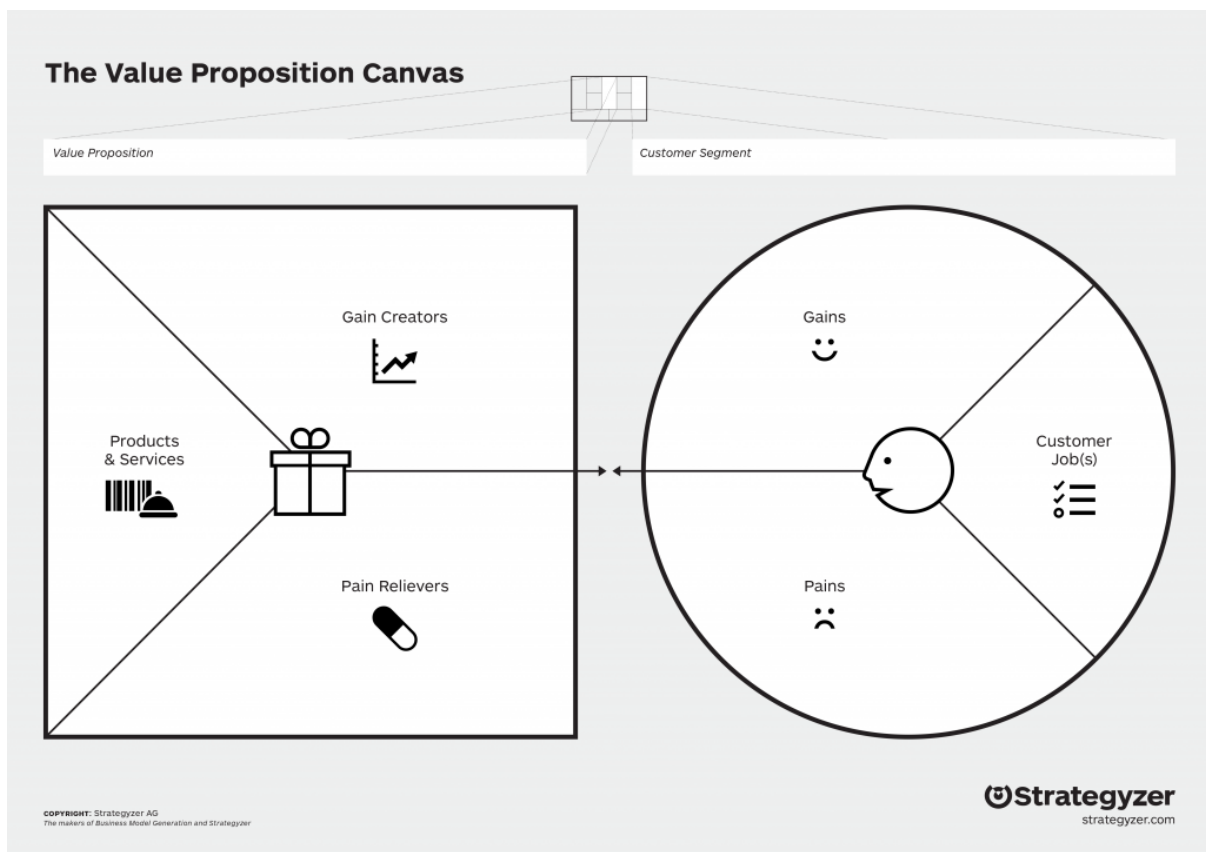 The Value Proposition Canvas
Value Proposition
Customer Segment
Gain Creators
Gains
Products
& Services
Customer
Job(s)
Pain Relievers
Pains
COPYRIGHT: Strategyzer AG
The makers of Business Model Generation and Strategyzer
Strategyzer
strategyzer.com